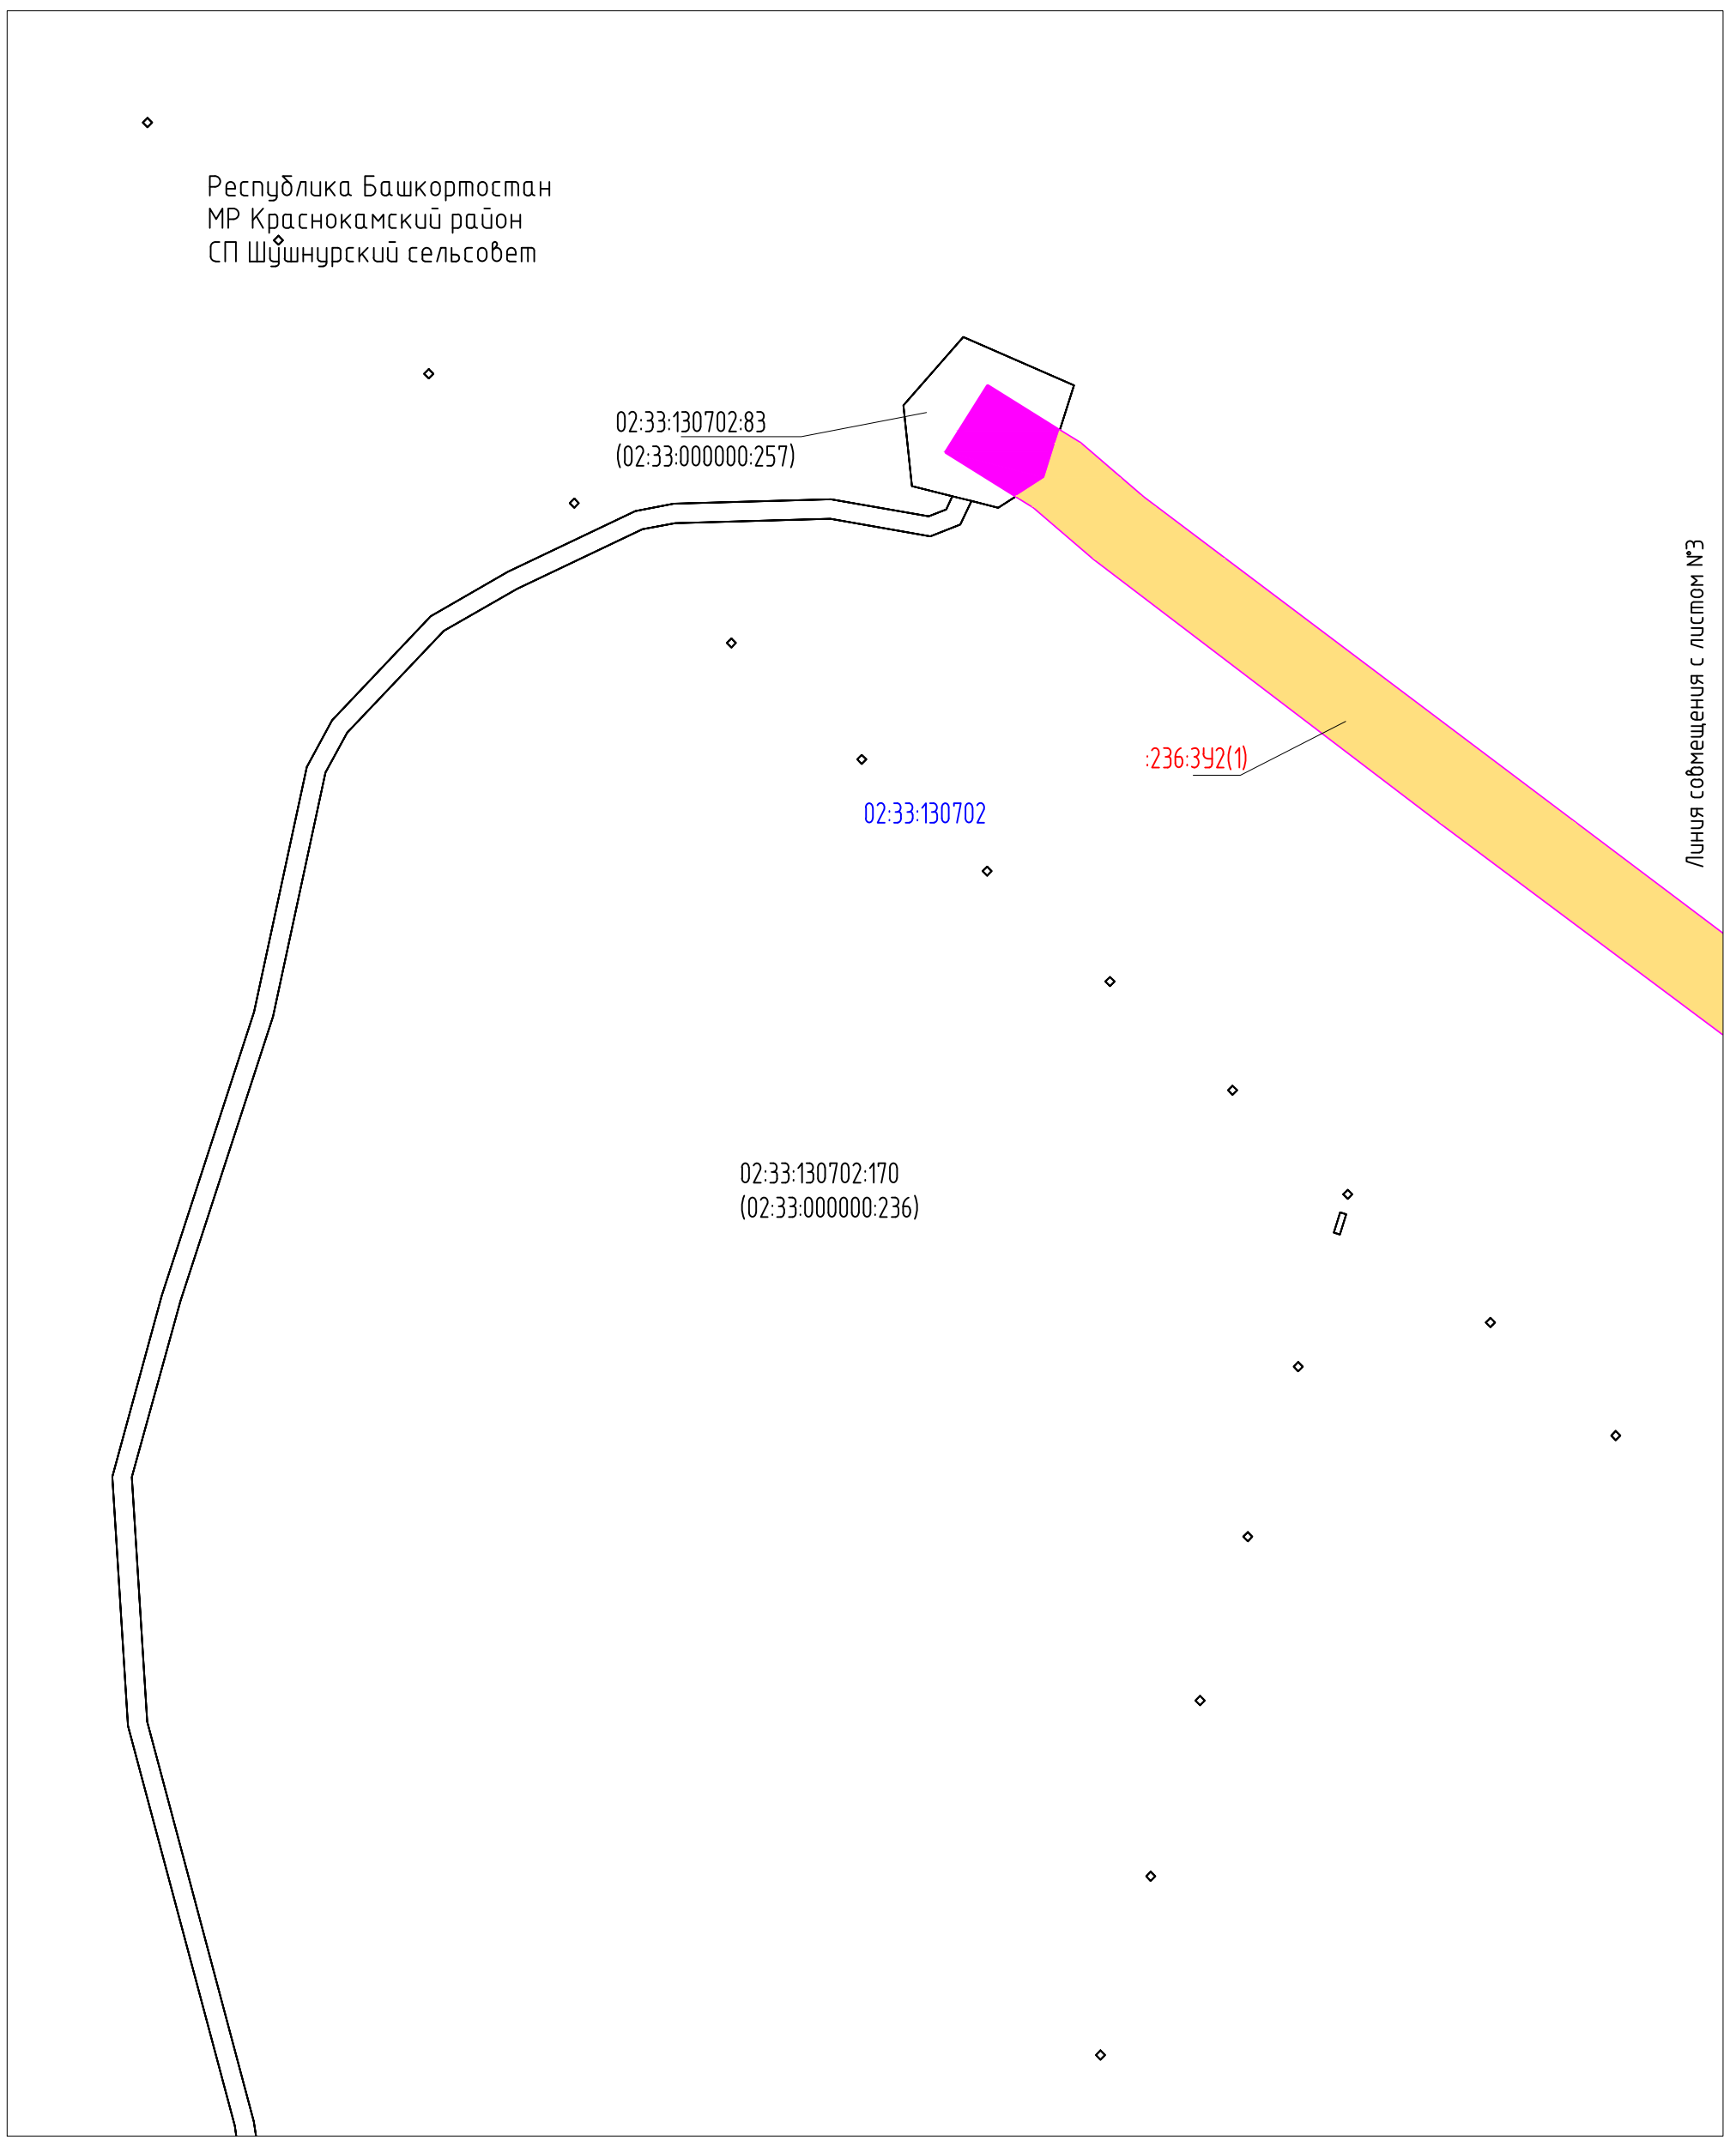 Республика Башкортостан
МР Краснокамский район
СП Шушнурский сельсовет
02:33:130702:83
(02:33:000000:257)
Линия совмещения с листом №3
:236:ЗУ2(1)
02:33:130702
02:33:130702:170
(02:33:000000:236)